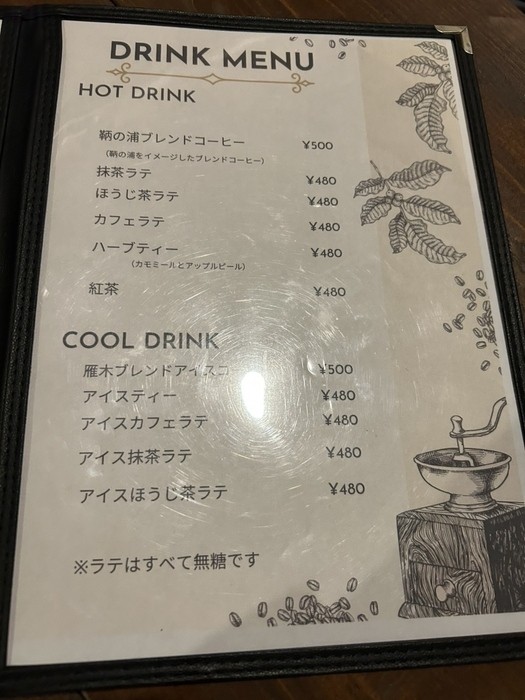 DRINK MENU
HOT DRINK
鞆の浦ブレンドコーヒー ¥500
（鞆の浦をイメージしたブレンドコーヒー）
抹茶ラテ ¥480
ほうじ茶ラテ ¥480
カフェラテ ¥480
ハーブティー ¥480
（カモミールとアップルピール）
紅茶 ¥480
COOL DRINK
雁木ブレンドアイスコ ¥500
アイスティー ¥480
アイスカフェラテ ¥480
アイス抹茶ラテ ¥480
アイスほうじ茶ラテ ¥480
※ラテはすべて無糖です